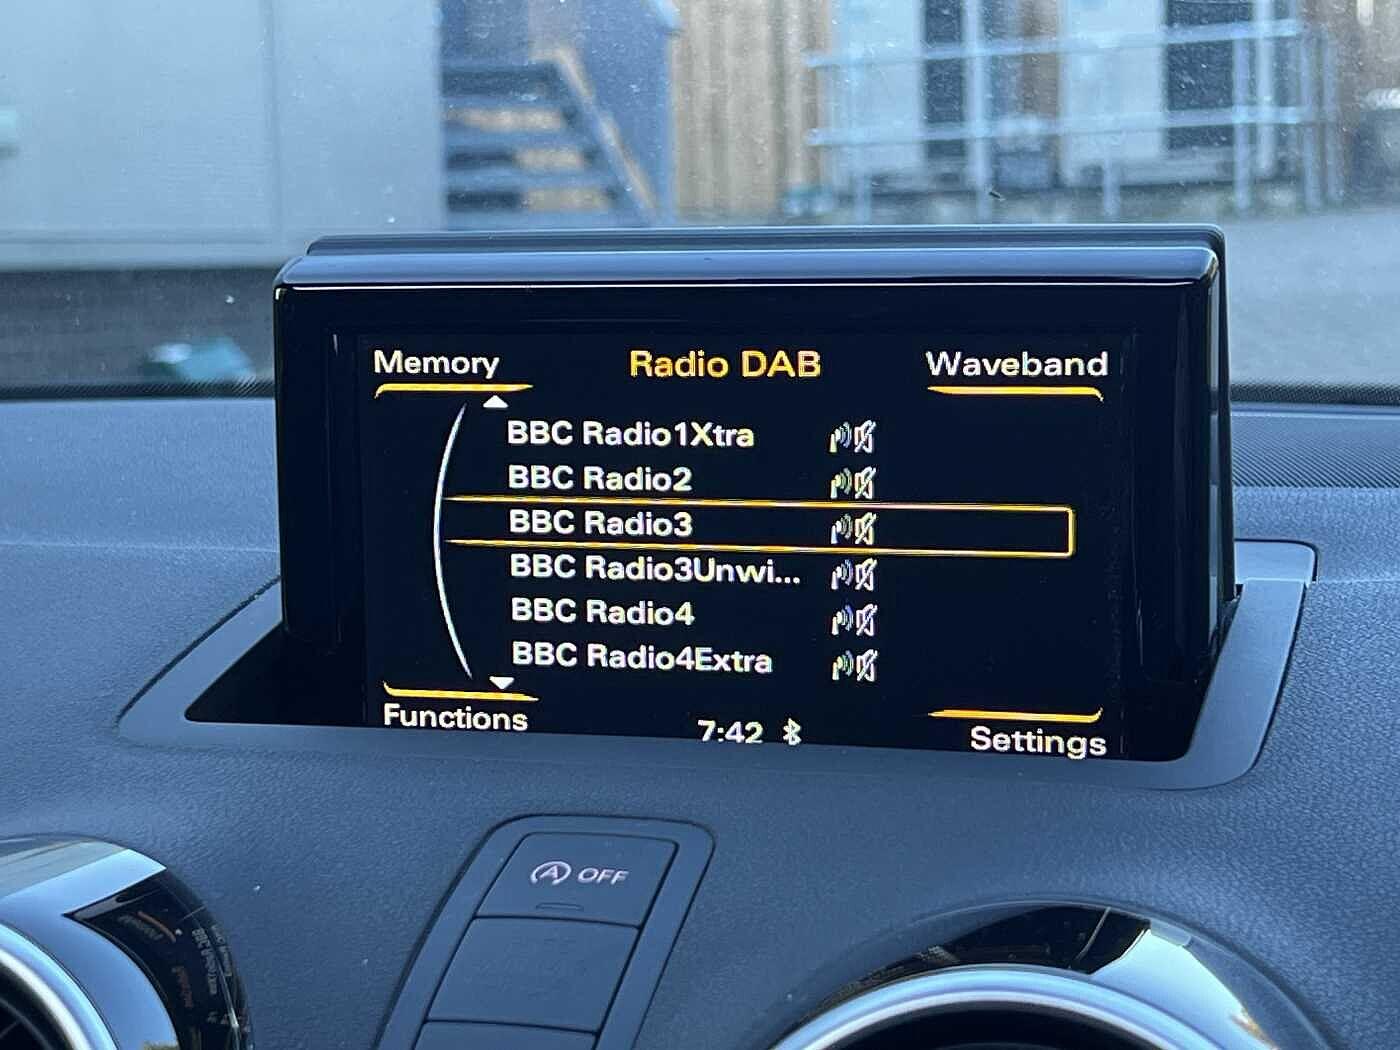 Memory Radio DAB Waveband
BBC Radio1Xtra
BBC Radio2
BBC Radio3
BBC Radio3Unwi...
BBC Radio4
BBC Radio4Extra
Functions 7:42 Settings
A OFF